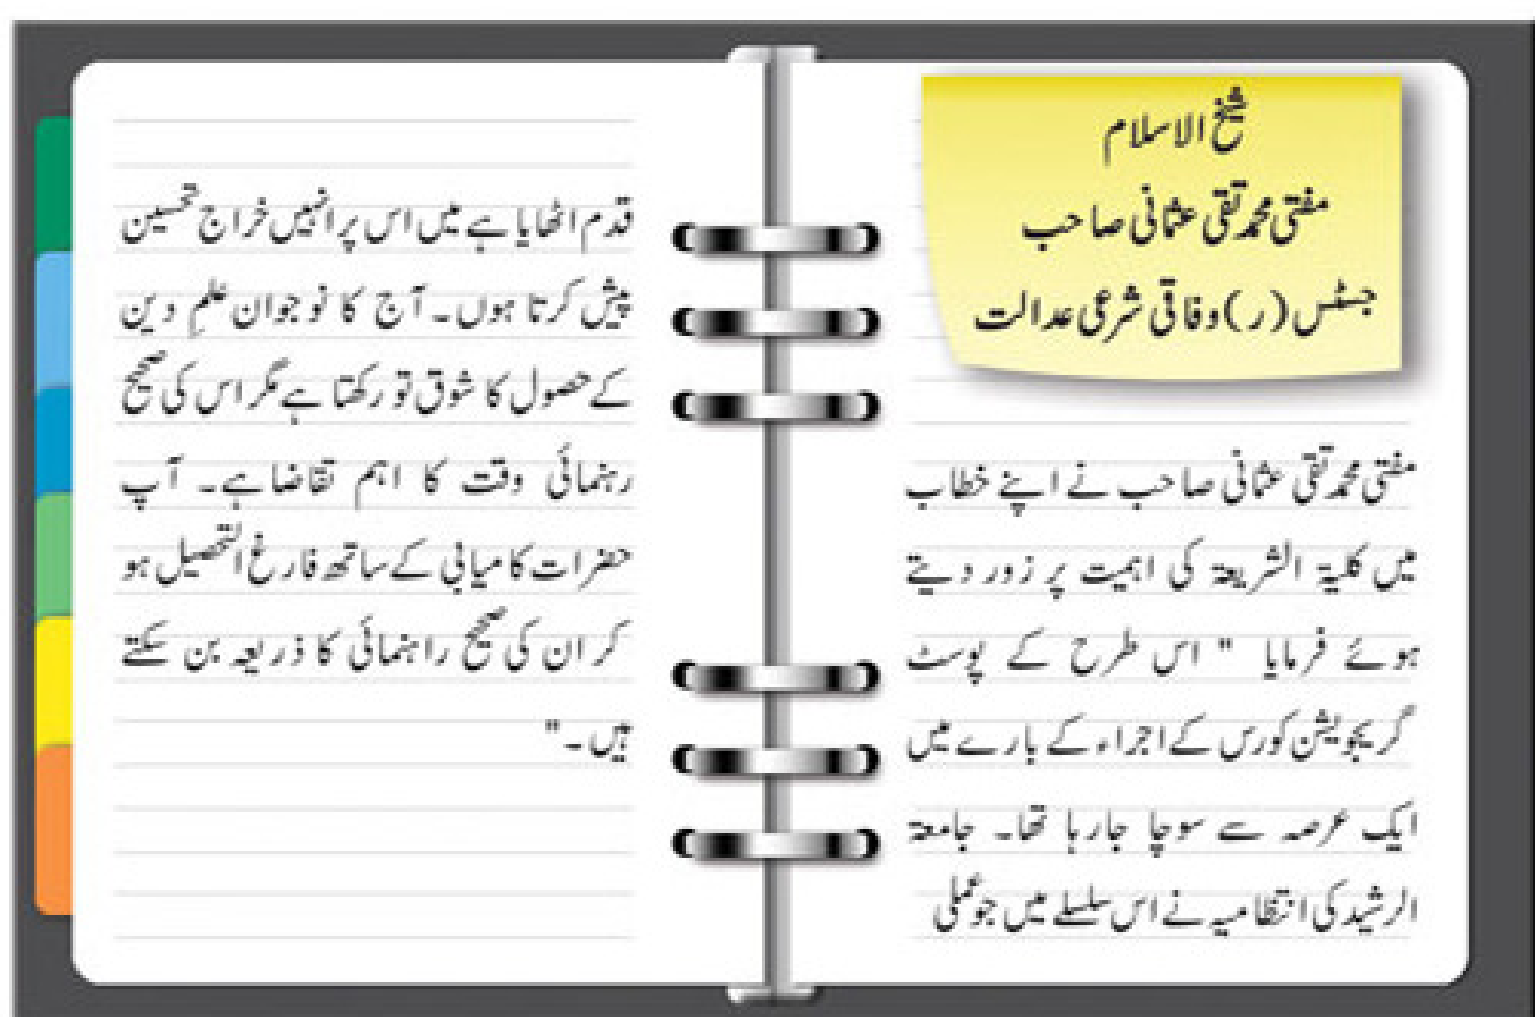 شیخ الاسلام
مفتی محمد تقی عثمانی صاحب
جسٹس (ر) وفاقی شرعی عدالت
مفتی محمد تقی عثمانی صاحب نے اپنے خطاب
میں کلیۃ الشریعۃ کی اہمیت پر زور دیتے
ہوئے فرمایا " اس طرح کے پوسٹ
گریجویشن کورس کے اجراء کے بارے میں
ایک عرصہ سے سوچا جارہا تھا۔ جامعۃ
الرشید کی انتظامیہ نے اس سلسلے میں جو عملی
قدم اٹھایا ہے میں اس پر انہیں خراج تحسین
پیش کرتا ہوں۔ آج کا نوجوان علمِ دین
کے حصول کا شوق تو رکھتا ہے مگر اس کی صحیح
رہنمائی وقت کا اہم تقاضا ہے۔ آپ
حضرات کامیابی کے ساتھ فارغ التحصیل ہو
کر ان کی صحیح راہنمائی کا ذریعہ بن سکتے
ہیں۔"